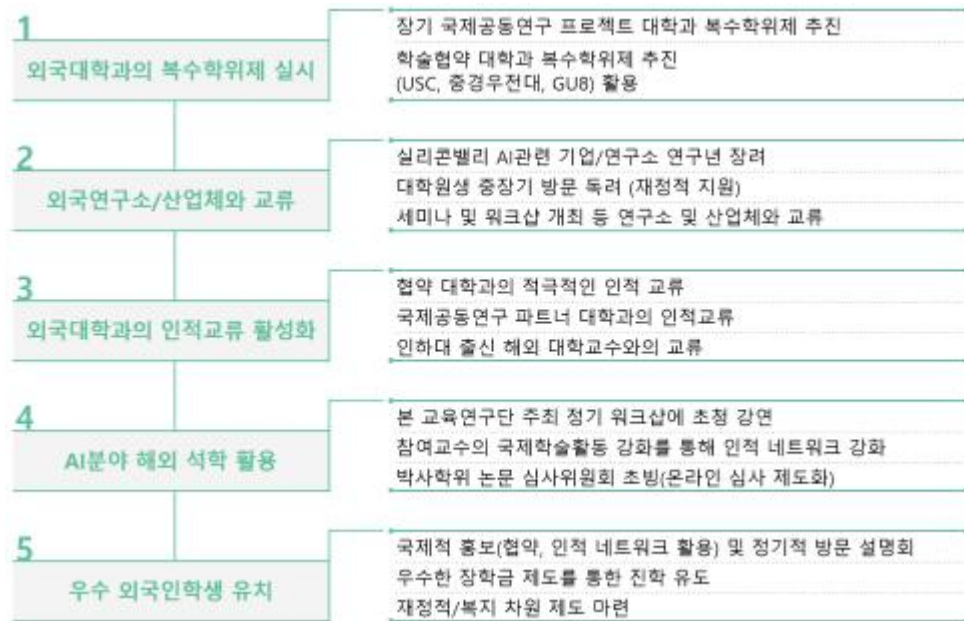 1
외국대학과의 복수학위제 실시
장기 국제공동연구 프로젝트 대학과 복수학위제 추진
학술협약 대학과 복수학위제 추진
(USC, 중경우전대, GU8) 활용
2
외국연구소/산업체와 교류
실리콘밸리 AI관련 기업/연구소 연구년 장려
대학원생 중장기 방문 독려 (재정적 지원)
세미나 및 워크샵 개최 등 연구소 및 산업체와 교류
3
외국대학과의 인적교류 활성화
협약 대학과의 적극적인 인적 교류
국제공동연구 파트너 대학과의 인적교류
인하대 출신 해외 대학교수와의 교류
4
AI분야 해외 석학 활용
본 교육연구단 주최 정기 워크샵에 초청 강연
참여교수의 국제학술활동 강화를 통해 인적 네트워크 강화
박사학위 논문 심사위원회 초빙(온라인 심사 제도화)
5
우수 외국인학생 유치
국제적 홍보(협약, 인적 네트워크 활용) 및 정기적 방문 설명회
우수한 장학금 제도를 통한 진학 유도
재정적/복지 차원 제도 마련